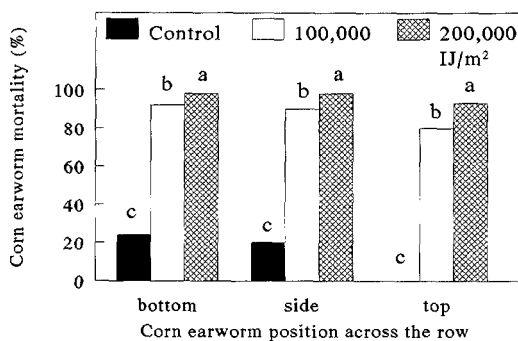 Control 100,000 200,000
IJ/m²
Corn earworm mortality (%)
100
80
60
40
20
0
c b a
c b a
c b a
bottom side top
Corn earworm position across the row